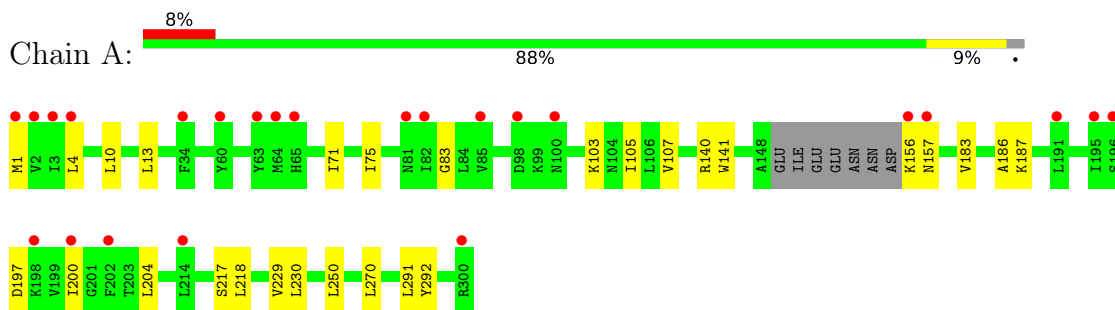 8%
Chain A:
88% 9% •
M1 V2 I3 L4 L10 L13 F34 Y60 Y63 M64 H65 I71 I75 N81 I82 G83 L84 V85 D98 K99 N100 K103 N104 I105 L106 V107 R140 W141 A148 GLU ILE GLU GLU ASN ASN ASP K156 N157 V183 A186 K187 L191 I195 S196
D197 K198 V199 I200 G201 F202 T203 L204 L214 S217 L218 V229 L230 L250 L270 L291 Y292 R300